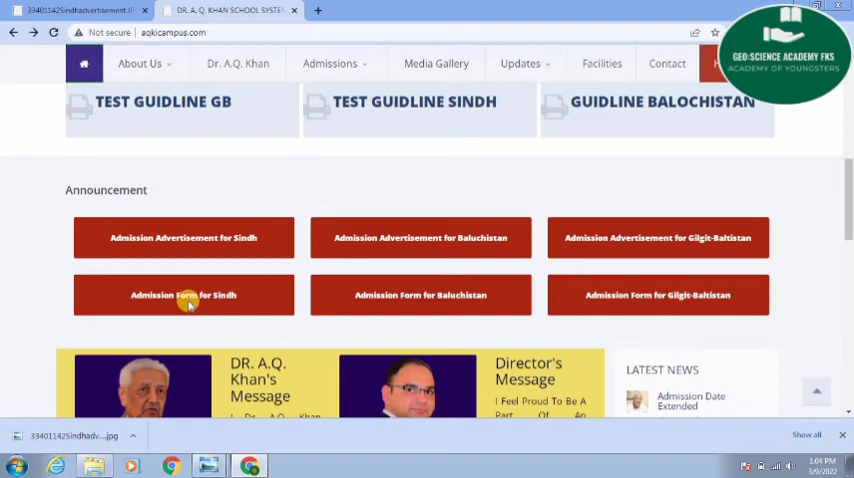 33401142Sindhadvertisement.JP
DR. A. Q. KHAN SCHOOL SYSTEM
Not secure
aqkicampus.com
GEO:SCIENCE ACADEMY FKS
ACADEMY OF YOUNGSTERS
About Us
Dr. A.Q. Khan
Admissions
Media Gallery
Updates
Facilities
Contact
TEST GUIDLINE GB
TEST GUIDLINE SINDH
GUIDLINE BALOCHISTAN
Announcement
Admission Advertisement for Sindh
Admission Advertisement for Baluchistan
Admission Advertisement for Gilgit-Baltistan
Admission Form for Sindh
Admission Form for Baluchistan
Admission Form for Gilgit-Baltistan
DR. A.Q.
Khan's
Message
Director's
Message
I Feel Proud To Be A
Part Of An
I Dr. A.Q. Khan
LATEST NEWS
Admission Date
Extended
33401142Sindhadv....jpg
Show all
1:04 PM
3/9/2022